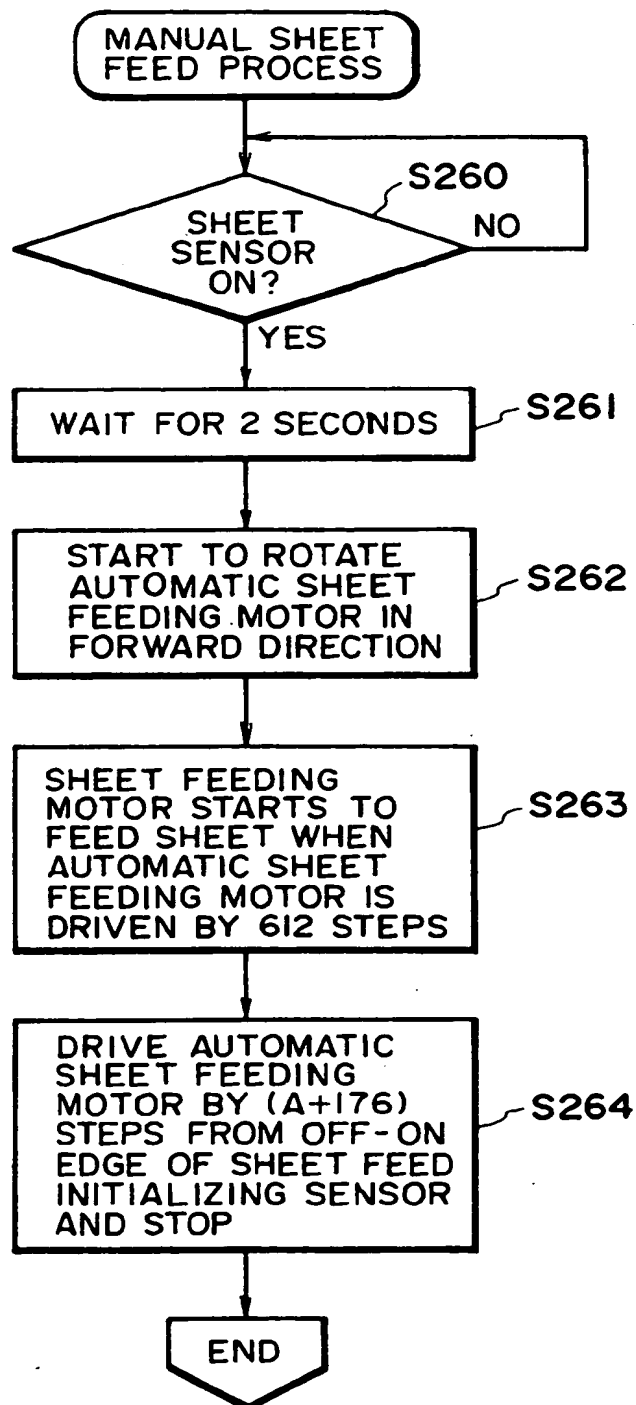 MANUAL SHEET
FEED PROCESS
S260
SHEET
SENSOR
ON?
NO
YES
WAIT FOR 2 SECONDS
S261
START TO ROTATE
AUTOMATIC SHEET
FEEDING MOTOR IN
FORWARD DIRECTION
S262
SHEET FEEDING
MOTOR STARTS TO
FEED SHEET WHEN
AUTOMATIC SHEET
FEEDING MOTOR IS
DRIVEN BY 612 STEPS
S263
DRIVE AUTOMATIC
SHEET FEEDING
MOTOR BY (A+176)
STEPS FROM OFF-ON
EDGE OF SHEET FEED
INITIALIZING SENSOR
AND STOP
S264
END